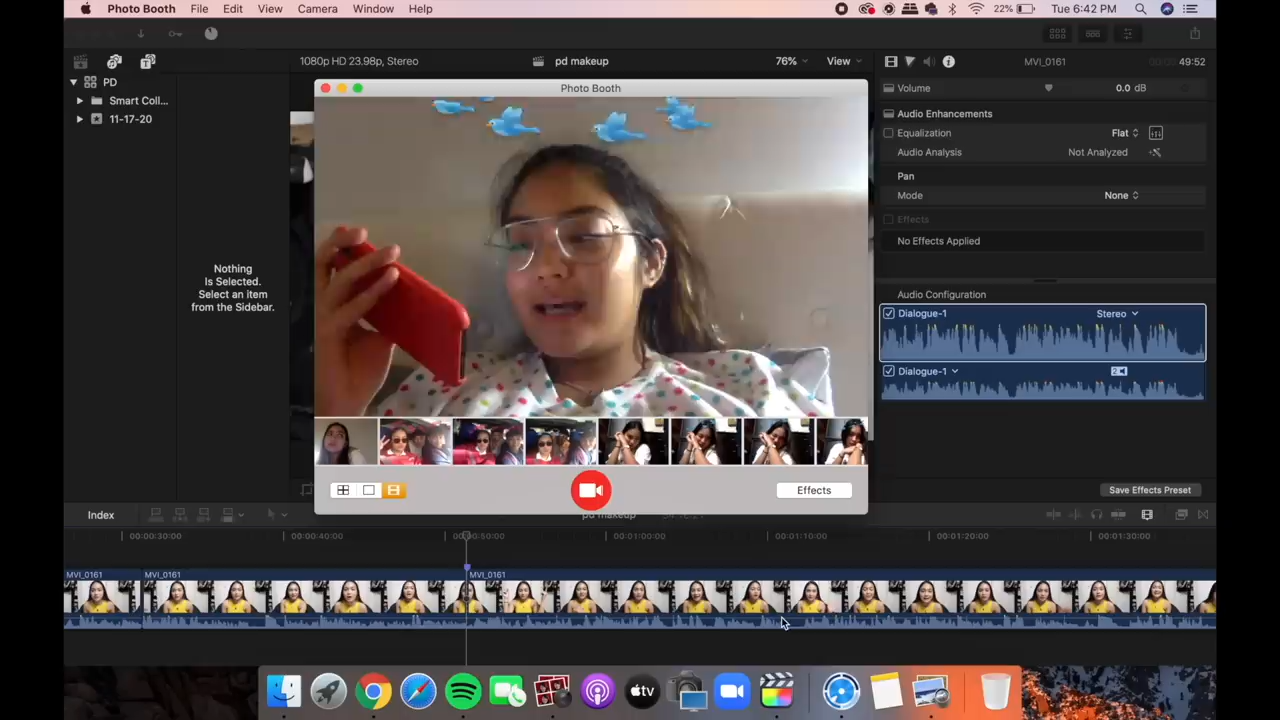 Photo Booth File Edit View Camera Window Help 22% Tue 6:42 PM
1080p HD 23.98p, Stereo pd makeup 76% View MVI_0161 49:52
PD
Smart Coll...
11-17-20
Nothing
Is Selected.
Select an item
from the Sidebar.
Photo Booth
Effects
Volume 0.0 dB
Audio Enhancements
Equalization Flat
Audio Analysis Not Analyzed
Pan
Mode None
Effects
No Effects Applied
Audio Configuration
Dialogue-1 Stereo
Dialogue-1 2
Save Effects Preset
Index pd makeup
00:00:30:00 00:00:40:00 00:00:50:00 00:01:00:00 00:01:10:00 00:01:20:00 00:01:30:00
MVI_0161 MVI_0161 MVI_0161
tv